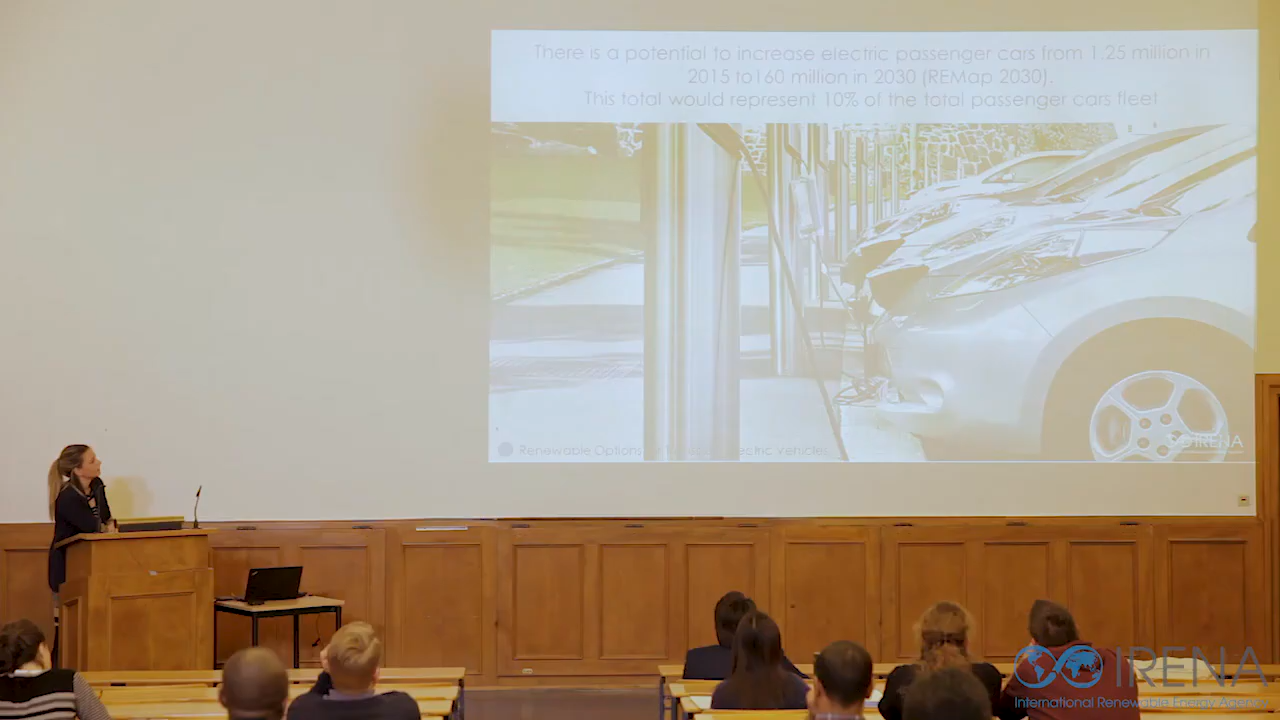 There is a potential to increase electric passenger cars from 1.25 million in
2015 to160 million in 2030 (REMap 2030).
This total would represent 10% of the total passenger cars fleet
IRENA
Renewable Options
IRENA
International Renewable Energy Agency